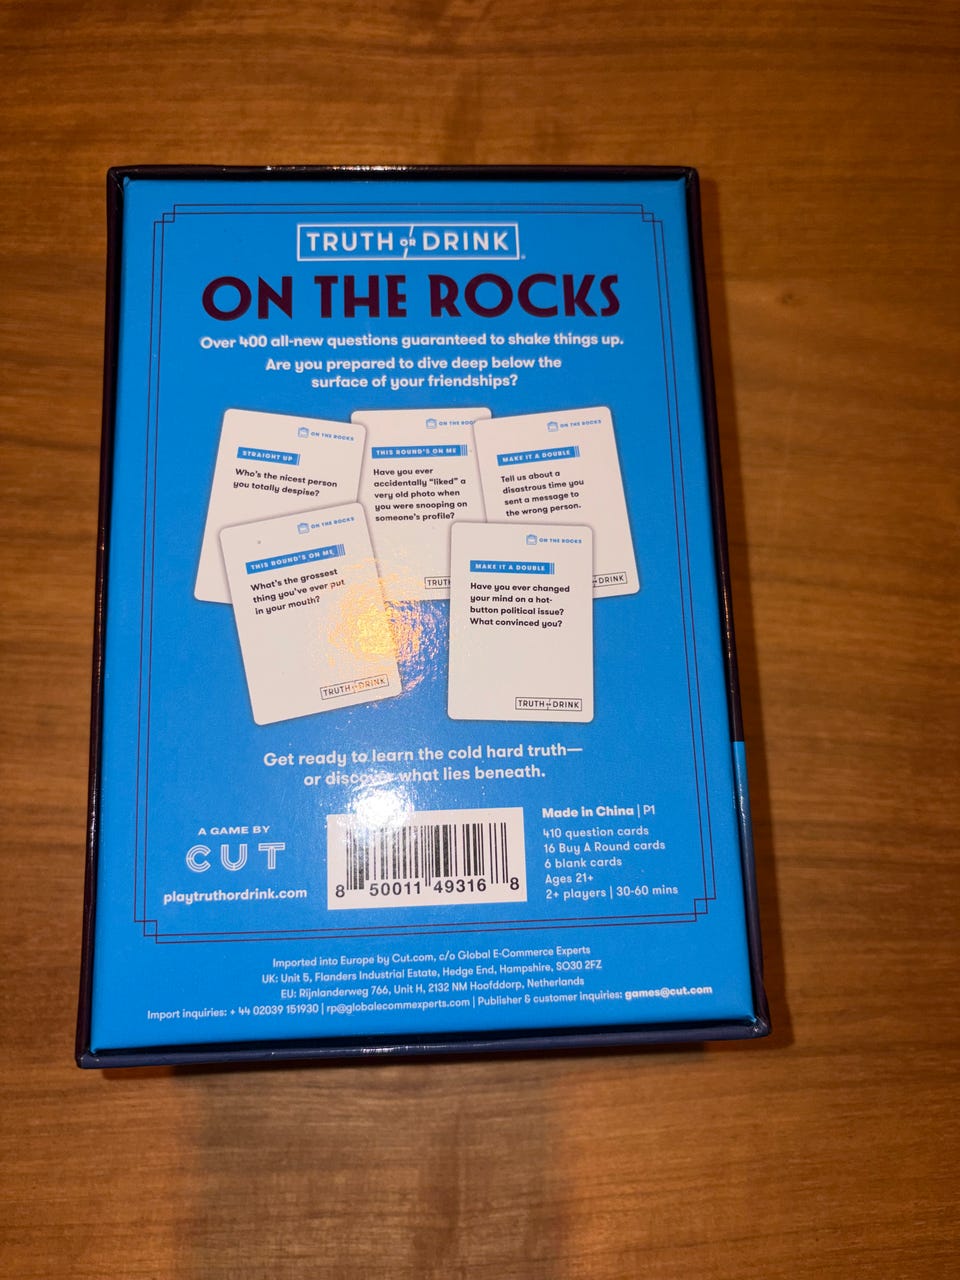 TRUTH OR DRINK
ON THE ROCKS
Over 400 all-new questions guaranteed to shake things up.
Are you prepared to dive deep below the
surface of your friendships?
ON THE ROCKS
STRAIGHT UP
Who's the nicest person
you totally despise?
ON THE ROC
THIS ROUND'S ON ME
Have you ever
accidentally "liked" a
very old photo when
you were snooping on
someone's profile?
TRUTH
ON THE ROCKS
MAKE IT A DOUBLE
Tell us about a
disastrous time you
sent a message to
the wrong person.
DRINK
ON THE ROCKS
THIS ROUND'S ON ME
What's the grossest
thing you've ever put
in your mouth?
TRUTH OR DRINK
ON THE ROCKS
MAKE IT A DOUBLE
Have you ever changed
your mind on a hot-
button political issue?
What convinced you?
TRUTH OR DRINK
Get ready to learn the cold hard truth—
or discover what lies beneath.
A GAME BY
CUT
playtruthordrink.com
8 50011 49316 8
Made in China | P1
410 question cards
16 Buy A Round cards
6 blank cards
Ages 21+
2+ players | 30-60 mins
Imported into Europe by Cut.com, c/o Global E-Commerce Experts
UK: Unit 5, Flanders Industrial Estate, Hedge End, Hampshire, SO30 2FZ
EU: Rijnlanderweg 766, Unit H, 2132 NM Hoofddorp, Netherlands
Import inquiries: + 44 02039 151930 | rp@globalecommexperts.com | Publisher & customer inquiries: games@cut.com